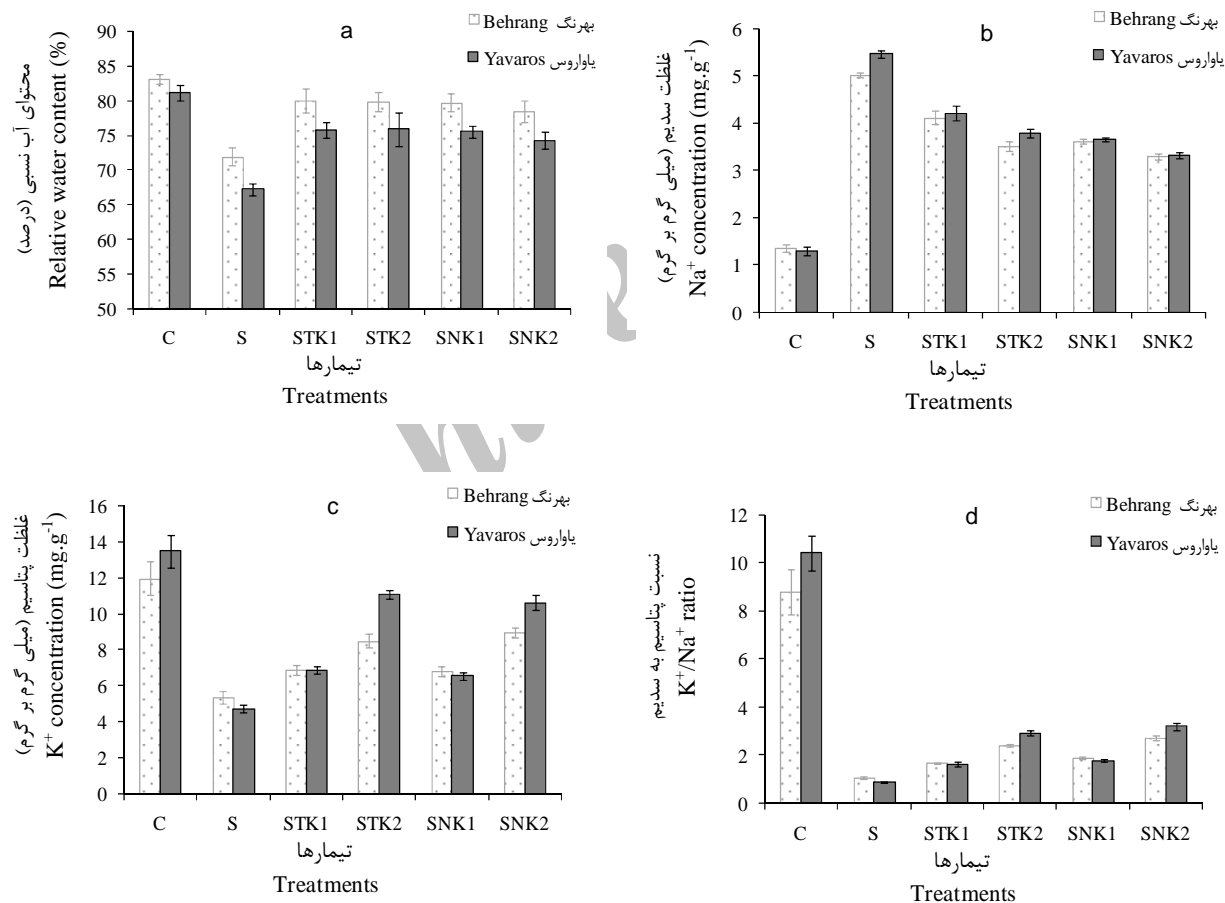 a
Behrang بهرنگ
Yavaros یاواروس
محتوای آب نسبی (درصد)
Relative water content (%)
90
85
80
75
70
65
60
55
50
C S STK1 STK2 SNK1 SNK2
تیمارها
Treatments
b
Behrang بهرنگ
Yavaros یاواروس
غلظت سدیم (میلی گرم بر گرم)
Na⁺ concentration (mg.g⁻¹)
6
5
4
3
2
1
0
C S STK1 STK2 SNK1 SNK2
تیمارها
Treatments
c
Behrang بهرنگ
Yavaros یاواروس
غلظت پتاسیم (میلی گرم بر گرم)
K⁺ concentration (mg.g⁻¹)
16
14
12
10
8
6
4
2
0
C S STK1 STK2 SNK1 SNK2
تیمارها
Treatments
d
Behrang بهرنگ
Yavaros یاواروس
نسبت پتاسیم به سدیم
K⁺/Na⁺ ratio
12
10
8
6
4
2
0
C S STK1 STK2 SNK1 SNK2
تیمارها
Treatments